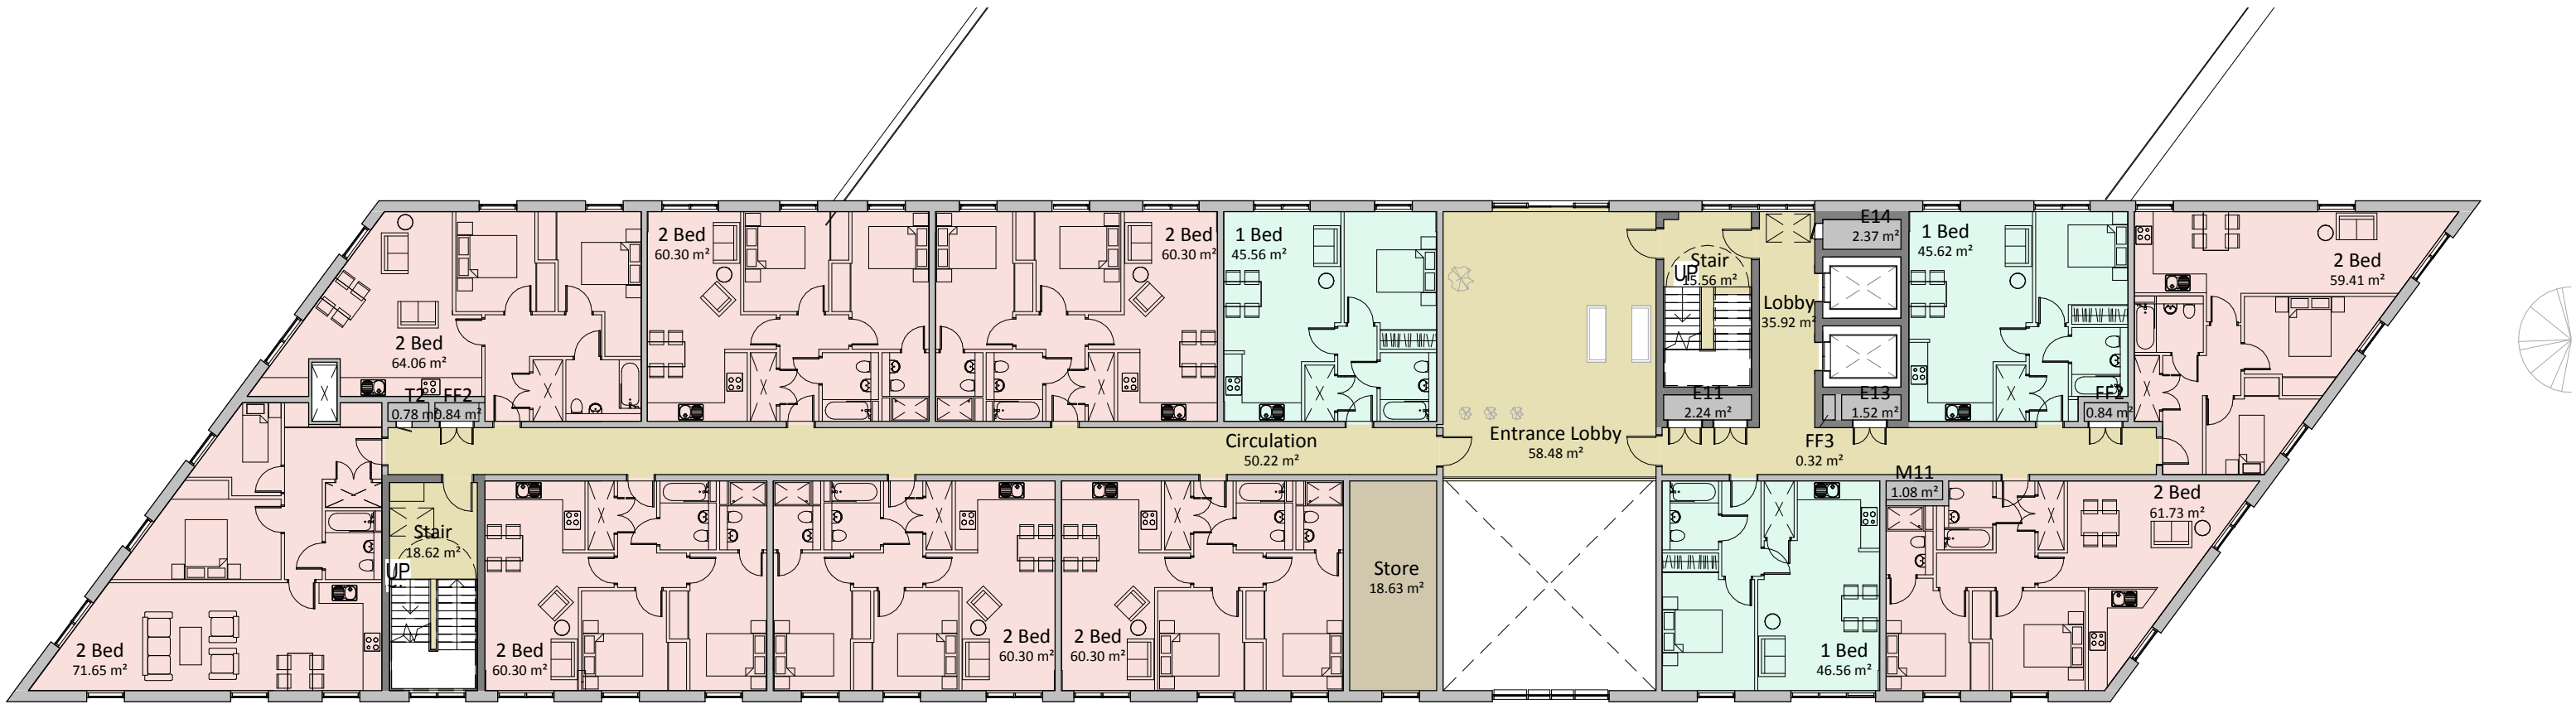 E14
2.37 m²
2 Bed
60.30 m²
2 Bed
60.30 m²
1 Bed
45.56 m²
1 Bed
45.62 m²
Stair
15.56 m²
UP
2 Bed
59.41 m²
Lobby
35.92 m²
2 Bed
64.06 m²
T2
0.78 m²
FF2
0.84 m²
E11
2.24 m²
E13
1.52 m²
FF2
0.84 m²
Circulation
50.22 m²
Entrance Lobby
58.48 m²
FF3
0.32 m²
M11
1.08 m²
2 Bed
61.73 m²
Stair
18.62 m²
UP
Store
18.63 m²
2 Bed
71.65 m²
2 Bed
60.30 m²
2 Bed
60.30 m²
2 Bed
60.30 m²
1 Bed
46.56 m²